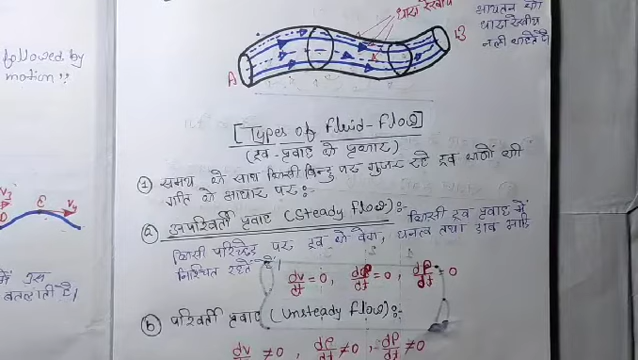 धारा रेखीय
आयतन को
धारा रेखीय
नली कहते हैं
followed by
motion"
A
B
[Types of Fluid-Flow]
(द्रव-प्रवाह के प्रकार)
① समय के साथ किसी बिन्दु पर गुजर रहे द्रव कणों की
गति के आधार पर:-
ⓐ अपरिवर्ती प्रवाह (Steady Flow):- किसी द्रव प्रवाह में
किसी परिच्छेद पर द्रव के वेग, घनत्व तथा दाब आदि
निश्चित रहते हैं।
dv/dt = 0, dρ/dt = 0, dP/dt = 0
ⓑ परिवर्ती प्रवाह (Unsteady Flow):-
dv/dt ≠ 0, dρ/dt ≠ 0, dP/dt ≠ 0
में इस
बतलाती है।